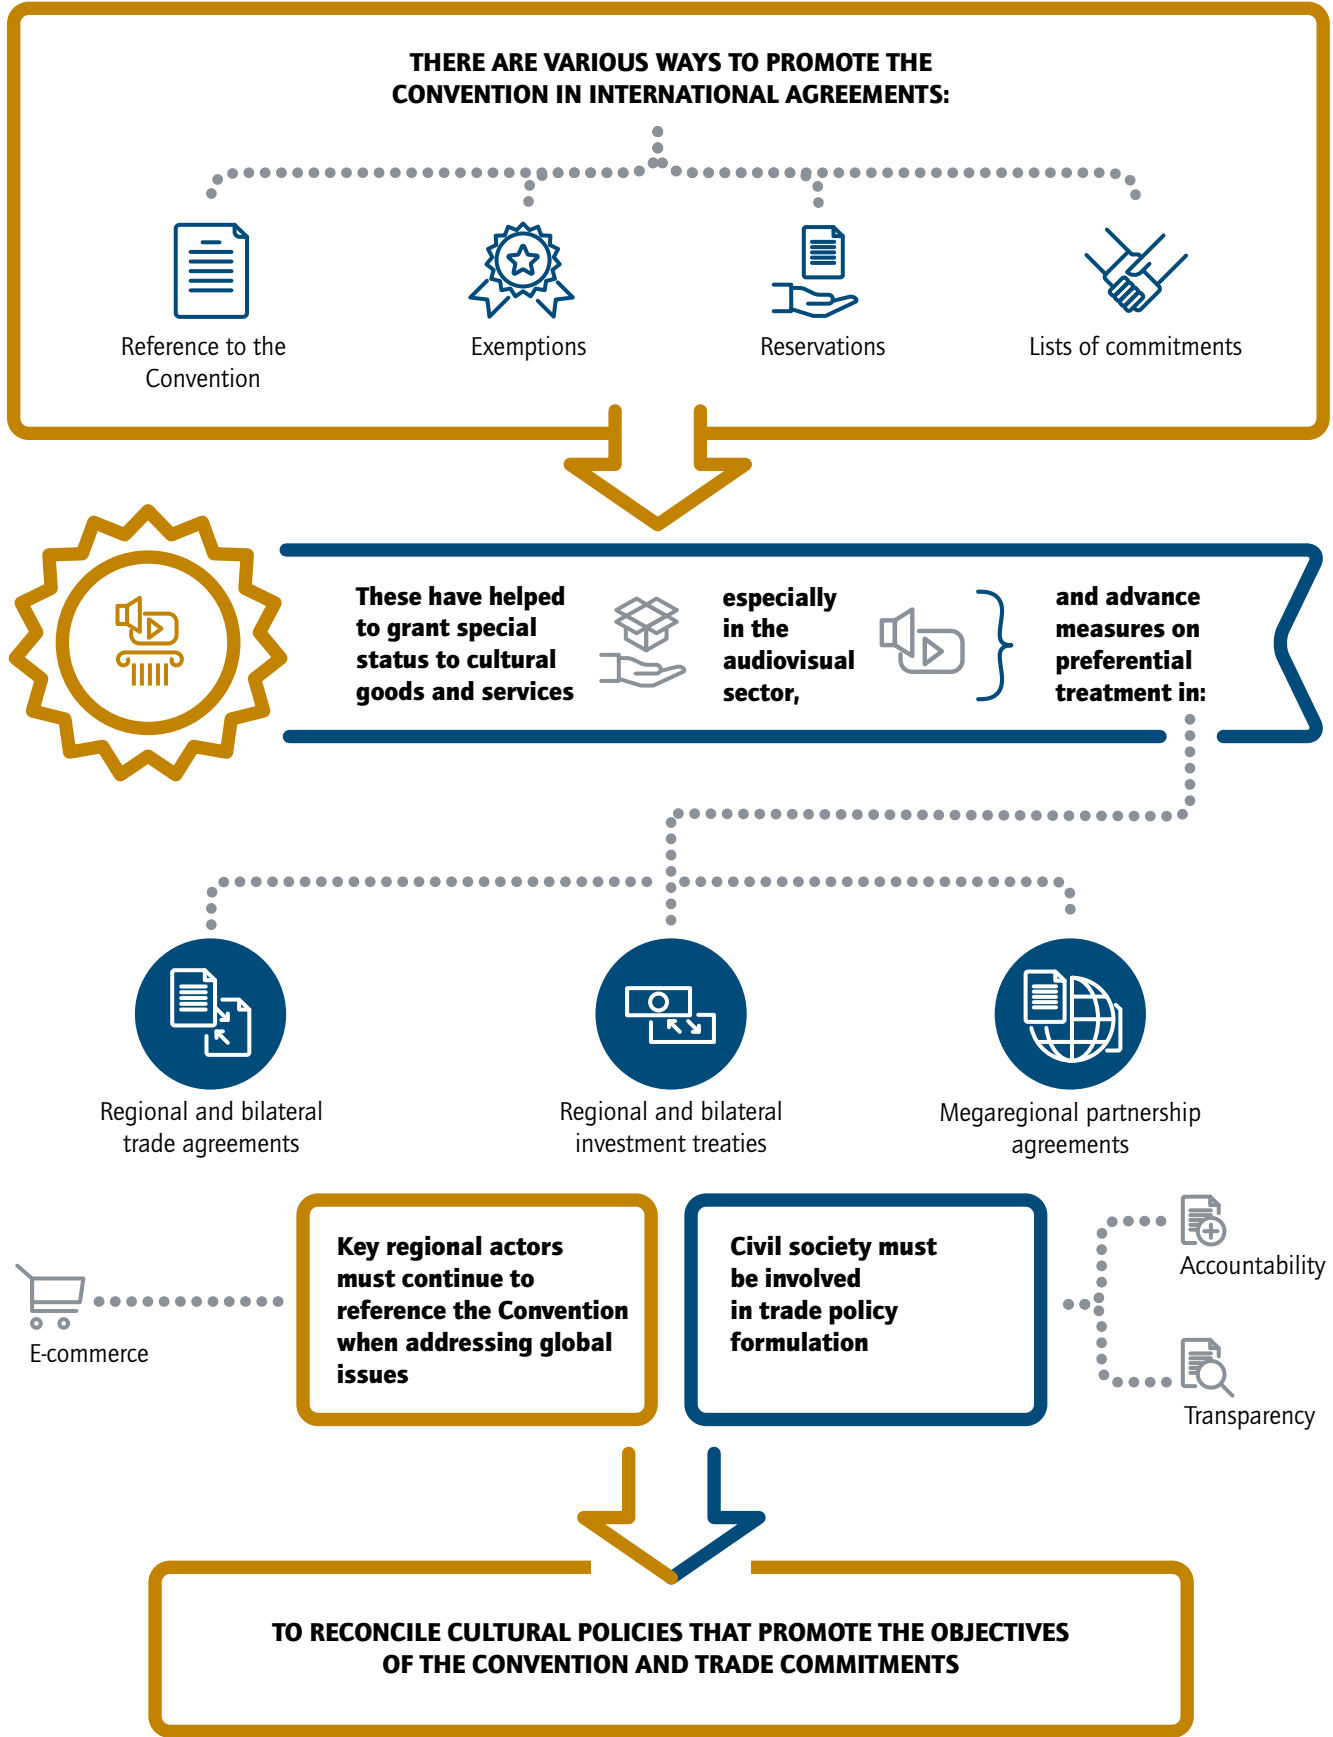 THERE ARE VARIOUS WAYS TO PROMOTE THE
CONVENTION IN INTERNATIONAL AGREEMENTS:
Reference to the
Convention
Exemptions
Reservations
Lists of commitments
These have helped
to grant special
status to cultural
goods and services
especially
in the
audiovisual
sector,
and advance
measures on
preferential
treatment in:
Regional and bilateral
trade agreements
Regional and bilateral
investment treaties
Megaregional partnership
agreements
E-commerce
Key regional actors
must continue to
reference the Convention
when addressing global
issues
Civil society must
be involved
in trade policy
formulation
Accountability
Transparency
TO RECONCILE CULTURAL POLICIES THAT PROMOTE THE OBJECTIVES
OF THE CONVENTION AND TRADE COMMITMENTS